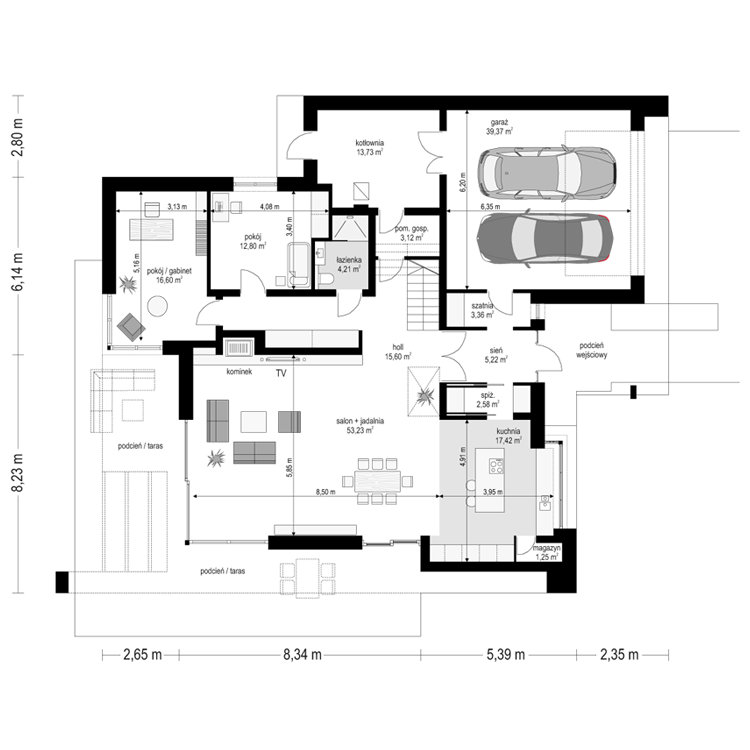 2,80 m
6,14 m
8,23 m
garaż
39,37 m²
6,20 m
6,35 m
kotłownia
13,73 m²
pom. gosp.
3,12 m²
3,13 m
5,16 m
pokój / gabinet
16,60 m²
4,08 m
3,40 m
pokój
12,80 m²
łazienka
4,21 m²
szatnia
3,36 m²
holl
15,60 m²
sień
5,22 m²
podcień
wejściowy
spiż.
2,58 m²
kominek
TV
salon + jadalnia
53,23 m²
5,85 m
8,50 m
kuchnia
17,42 m²
4,91 m
3,95 m
magazyn
1,25 m²
podcień / taras
podcień / taras
2,65 m
8,34 m
5,39 m
2,35 m